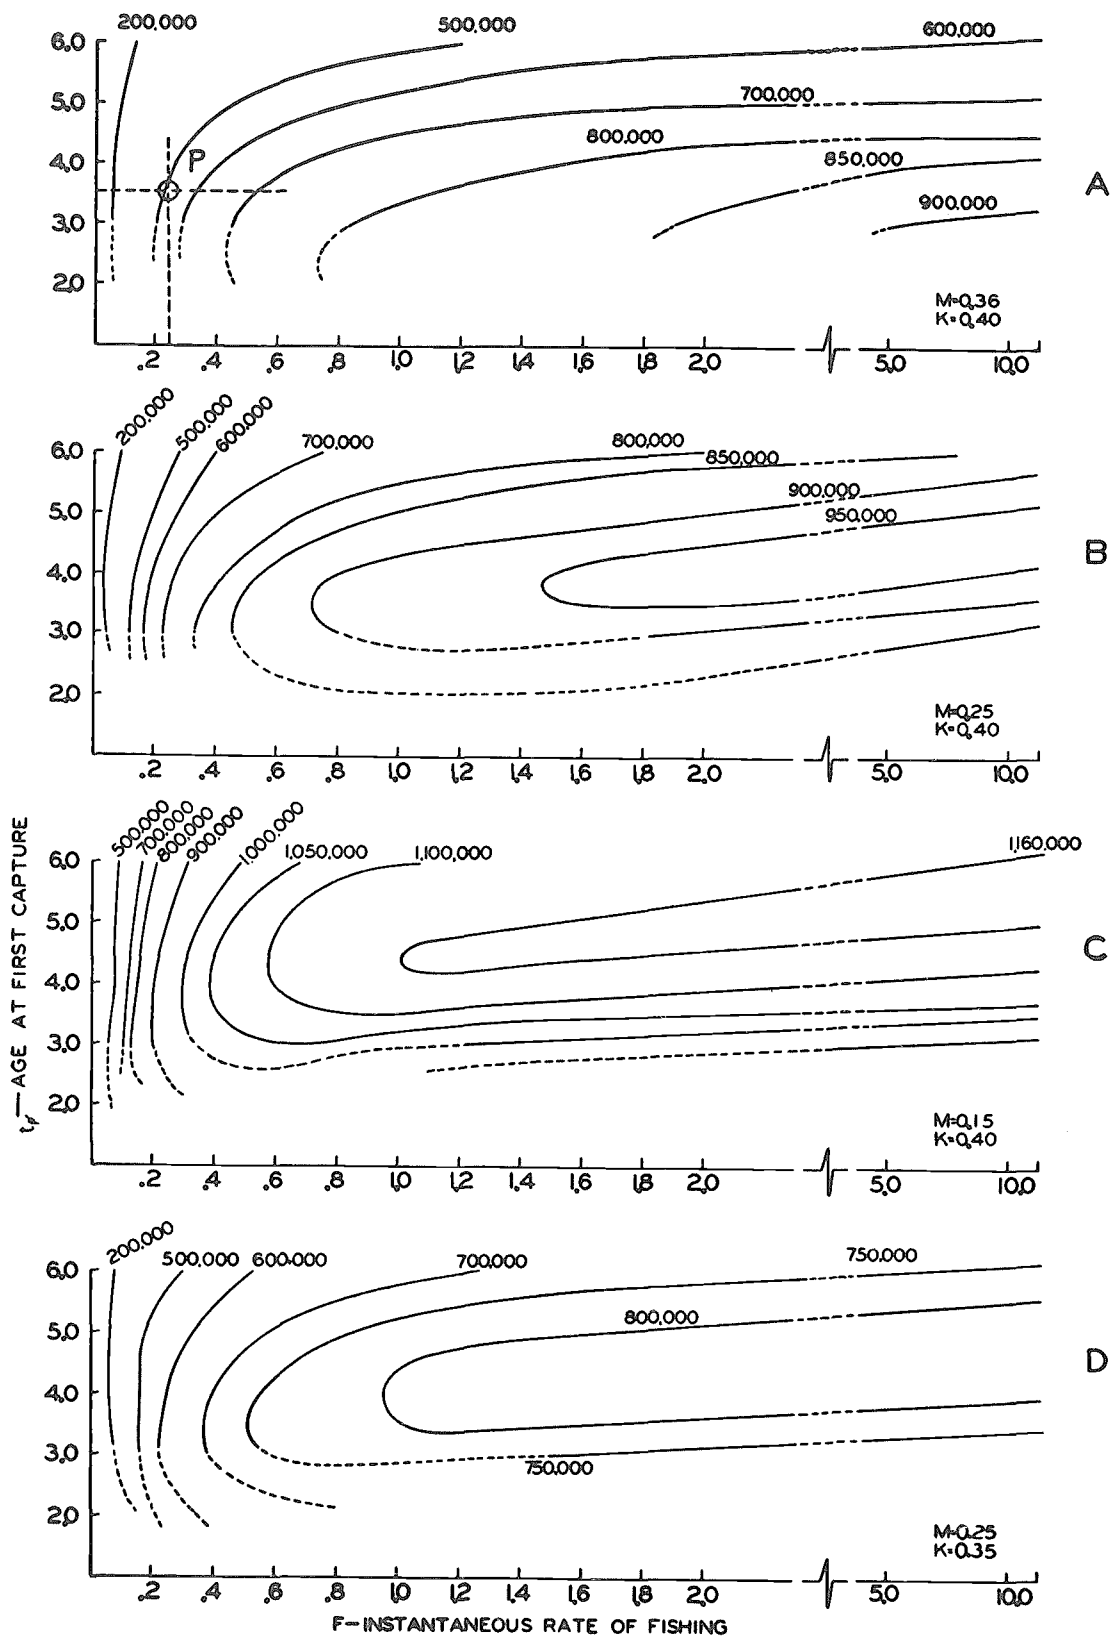 200,000 500,000 600,000
6.0
5.0 700,000
4.0 P 800,000 850,000 A
3.0 900,000
2.0
M=0.36
K=0.40
.2 .4 .6 .8 1.0 1.2 1.4 1.6 1.8 2.0 5.0 10.0
200,000 500,000 600,000 700,000 800,000
6.0 850,000
5.0 900,000
950,000
4.0 B
3.0
2.0
M=0.25
K=0.40
.2 .4 .6 .8 1.0 1.2 1.4 1.6 1.8 2.0 5.0 10.0
500,000 700,000 800,000 900,000 1,000,000 1,050,000 1,100,000 1,160,000
6.0
5.0
4.0 C
3.0
2.0
M=0.15
K=0.40
tρ′—AGE AT FIRST CAPTURE
.2 .4 .6 .8 1.0 1.2 1.4 1.6 1.8 2.0 5.0 10.0
200,000 500,000 600,000 700,000 750,000
6.0
5.0 800,000
4.0 D
3.0
750,000
2.0
M=0.25
K=0.35
.2 .4 .6 .8 1.0 1.2 1.4 1.6 1.8 2.0 5.0 10.0
F—INSTANTANEOUS RATE OF FISHING